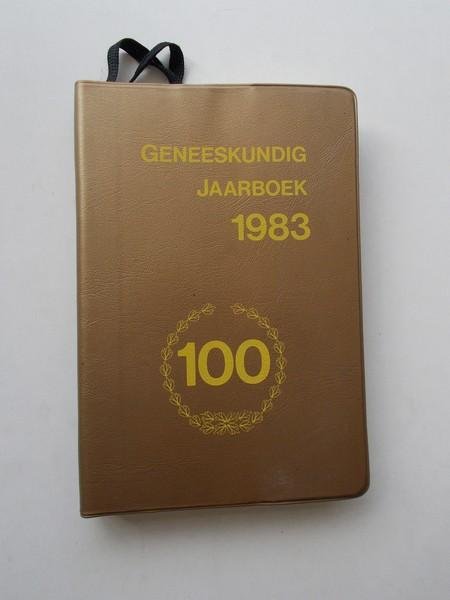 GENEESKUNDIG
JAARBOEK
1983
100